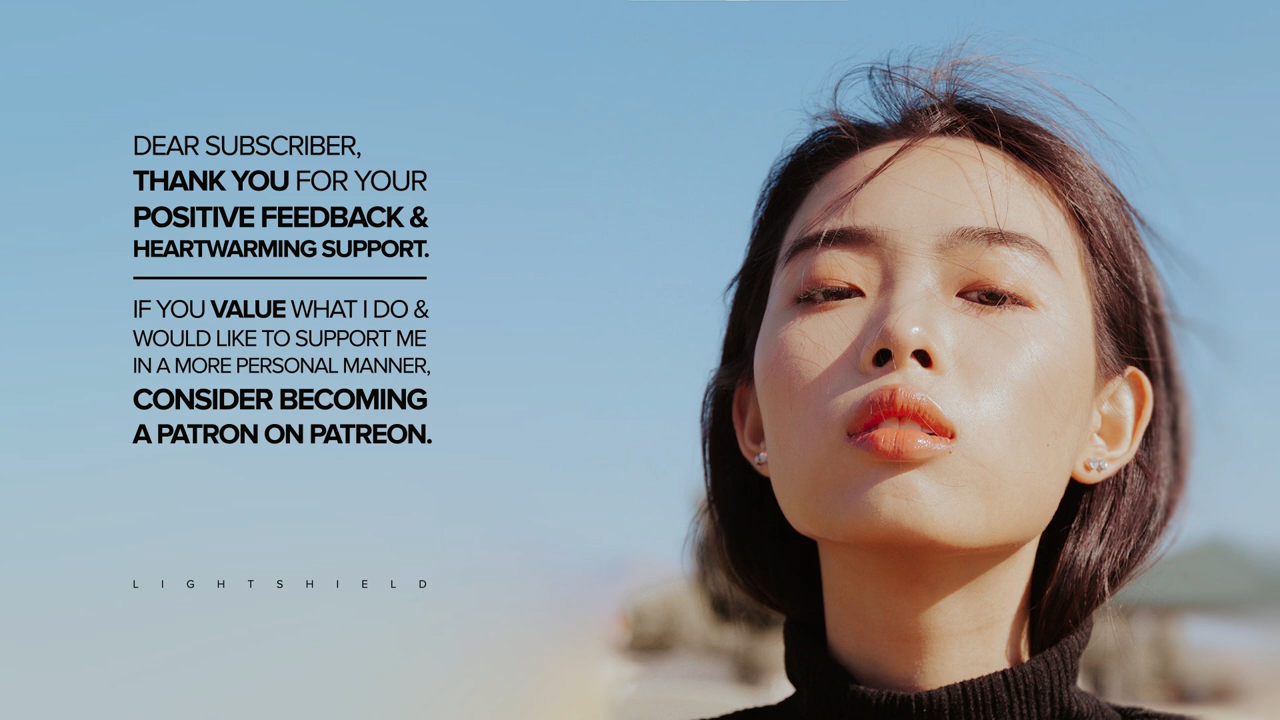 DEAR SUBSCRIBER,
THANK YOU FOR YOUR
POSITIVE FEEDBACK &
HEARTWARMING SUPPORT.
IF YOU VALUE WHAT I DO &
WOULD LIKE TO SUPPORT ME
IN A MORE PERSONAL MANNER,
CONSIDER BECOMING
A PATRON ON PATREON.
LIGHTSHIELD